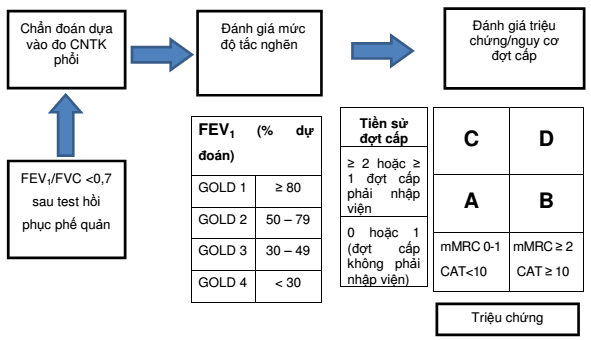 Chẩn đoán dựa
vào đo CNTK
phổi
Đánh giá mức
độ tắc nghẽn
Đánh giá triệu
chứng/nguy cơ
đợt cấp
FEV1/FVC <0,7
sau test hồi
phục phế quản
FEV1 (% dự
đoán)
GOLD 1 ≥ 80
GOLD 2 50 – 79
GOLD 3 30 – 49
GOLD 4 < 30
Tiền sử
đợt cấp
≥ 2 hoặc ≥
1 đợt cấp
phải nhập
viện
0 hoặc 1
(đợt cấp
không phải
nhập viện)
C D
A B
mMRC 0-1 mMRC ≥ 2
CAT<10 CAT ≥ 10
Triệu chứng